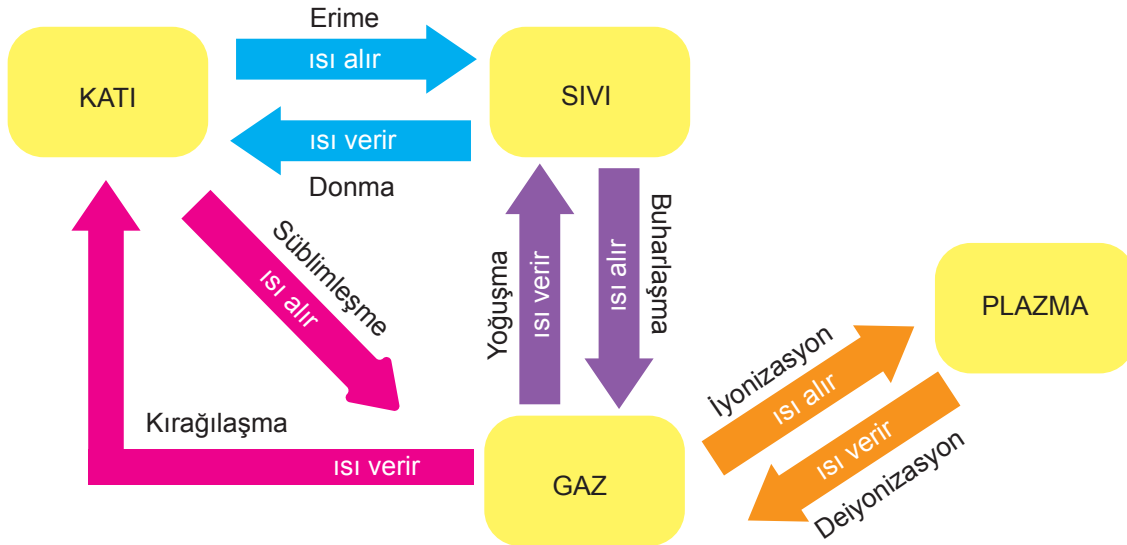 Erime
ısı alır
KATI
SIVI
ısı verir
Donma
Süblimleşme
ısı alır
Yoğuşma
ısı verir
ısı alır
Buharlaşma
PLAZMA
İyonizasyon
ısı alır
ısı verir
Deiyonizasyon
Kırağılaşma
ısı verir
GAZ